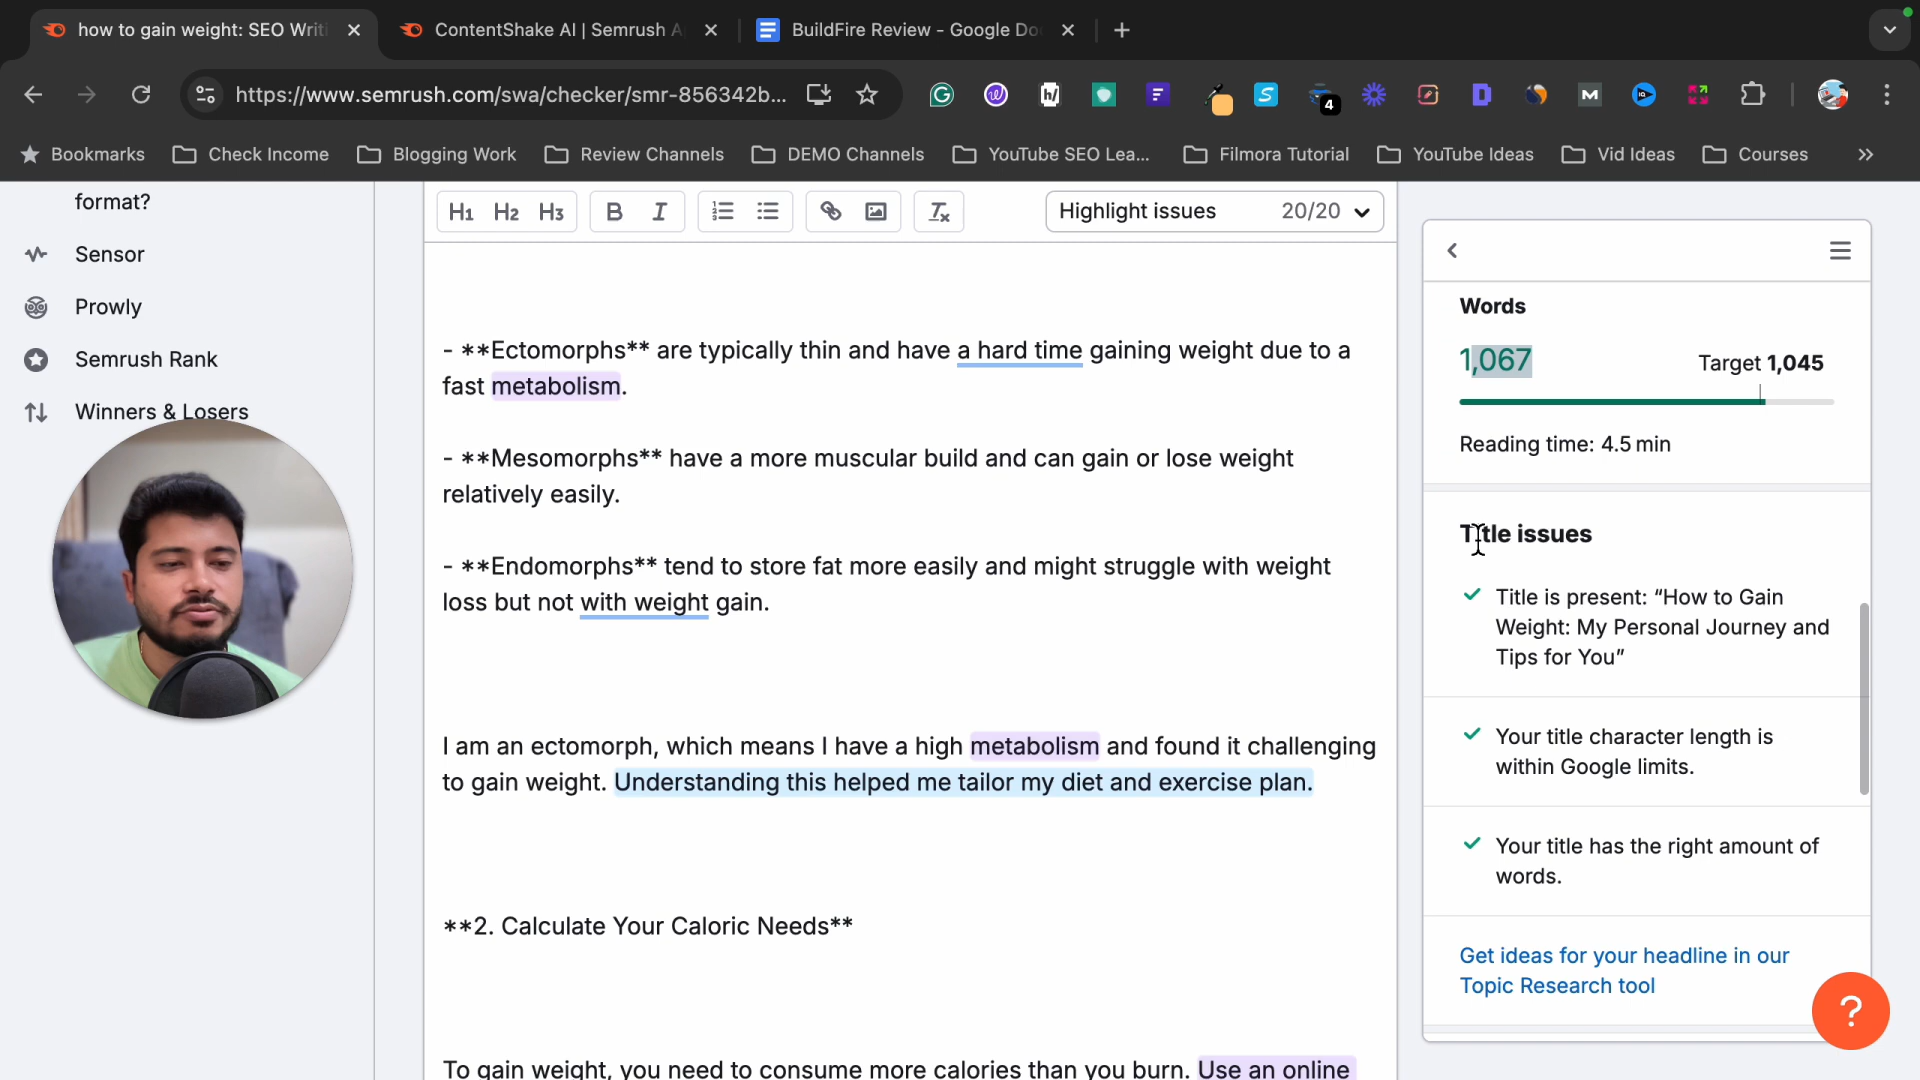 how to gain weight: SEO Writi
ContentShake AI | Semrush A
BuildFire Review - Google Do
https://www.semrush.com/swa/checker/smr-856342b...
4
Bookmarks
Check Income
Blogging Work
Review Channels
DEMO Channels
YouTube SEO Lea...
Filmora Tutorial
YouTube Ideas
Vid Ideas
Courses
format?
Sensor
Prowly
Semrush Rank
Winners & Losers
H1 H2 H3 B I
Highlight issues 20/20
- **Ectomorphs** are typically thin and have a hard time gaining weight due to a
fast metabolism.
- **Mesomorphs** have a more muscular build and can gain or lose weight
relatively easily.
- **Endomorphs** tend to store fat more easily and might struggle with weight
loss but not with weight gain.
I am an ectomorph, which means I have a high metabolism and found it challenging
to gain weight. Understanding this helped me tailor my diet and exercise plan.
**2. Calculate Your Caloric Needs**
To gain weight, you need to consume more calories than you burn. Use an online
Words
1,067 Target 1,045
Reading time: 4.5 min
Title issues
Title is present: “How to Gain
Weight: My Personal Journey and
Tips for You”
Your title character length is
within Google limits.
Your title has the right amount of
words.
Get ideas for your headline in our
Topic Research tool
?